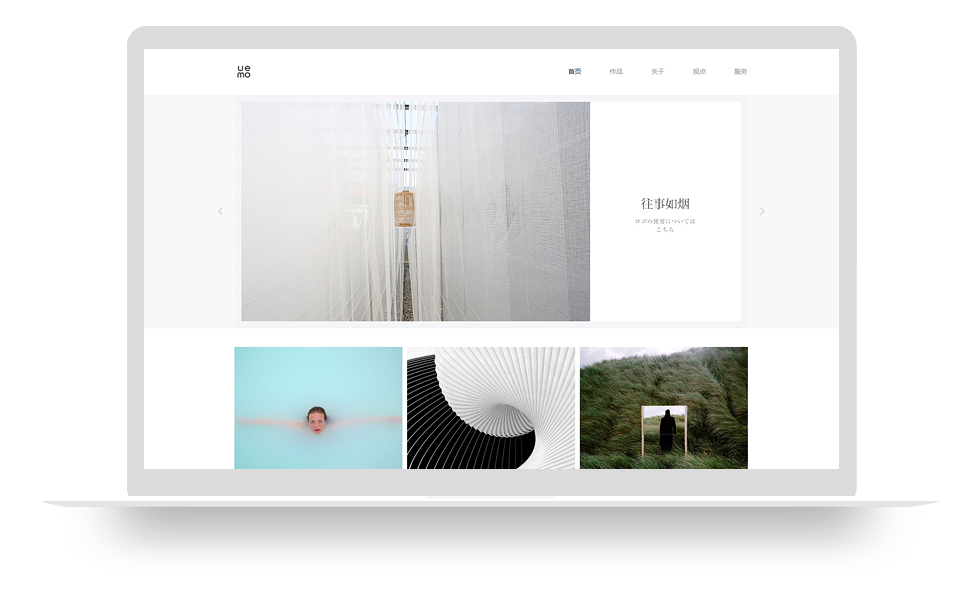 ue
mo
首页 作品 关于 观点 服务
往事如烟
ロゴの使用については
こちら